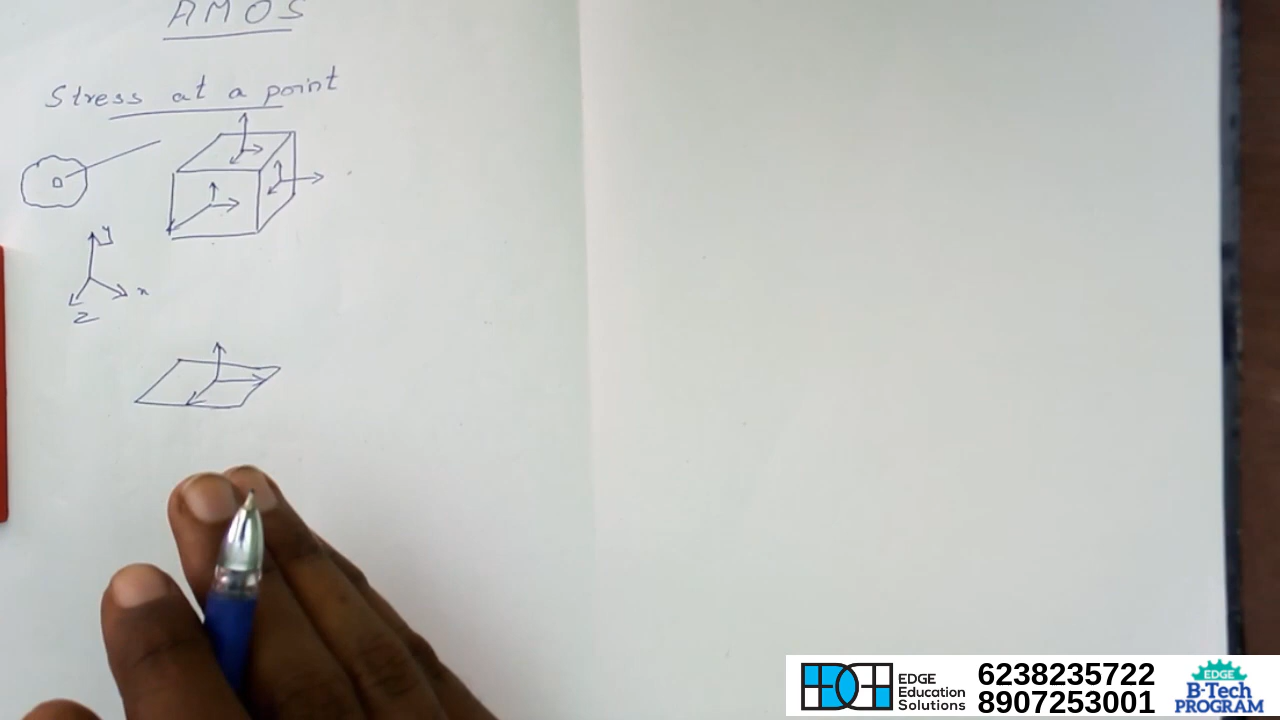 AMOS
Stress at a point
y
x
z
EDGE
Education
Solutions
6238235722
8907253001
EDGE
B-Tech
PROGRAM